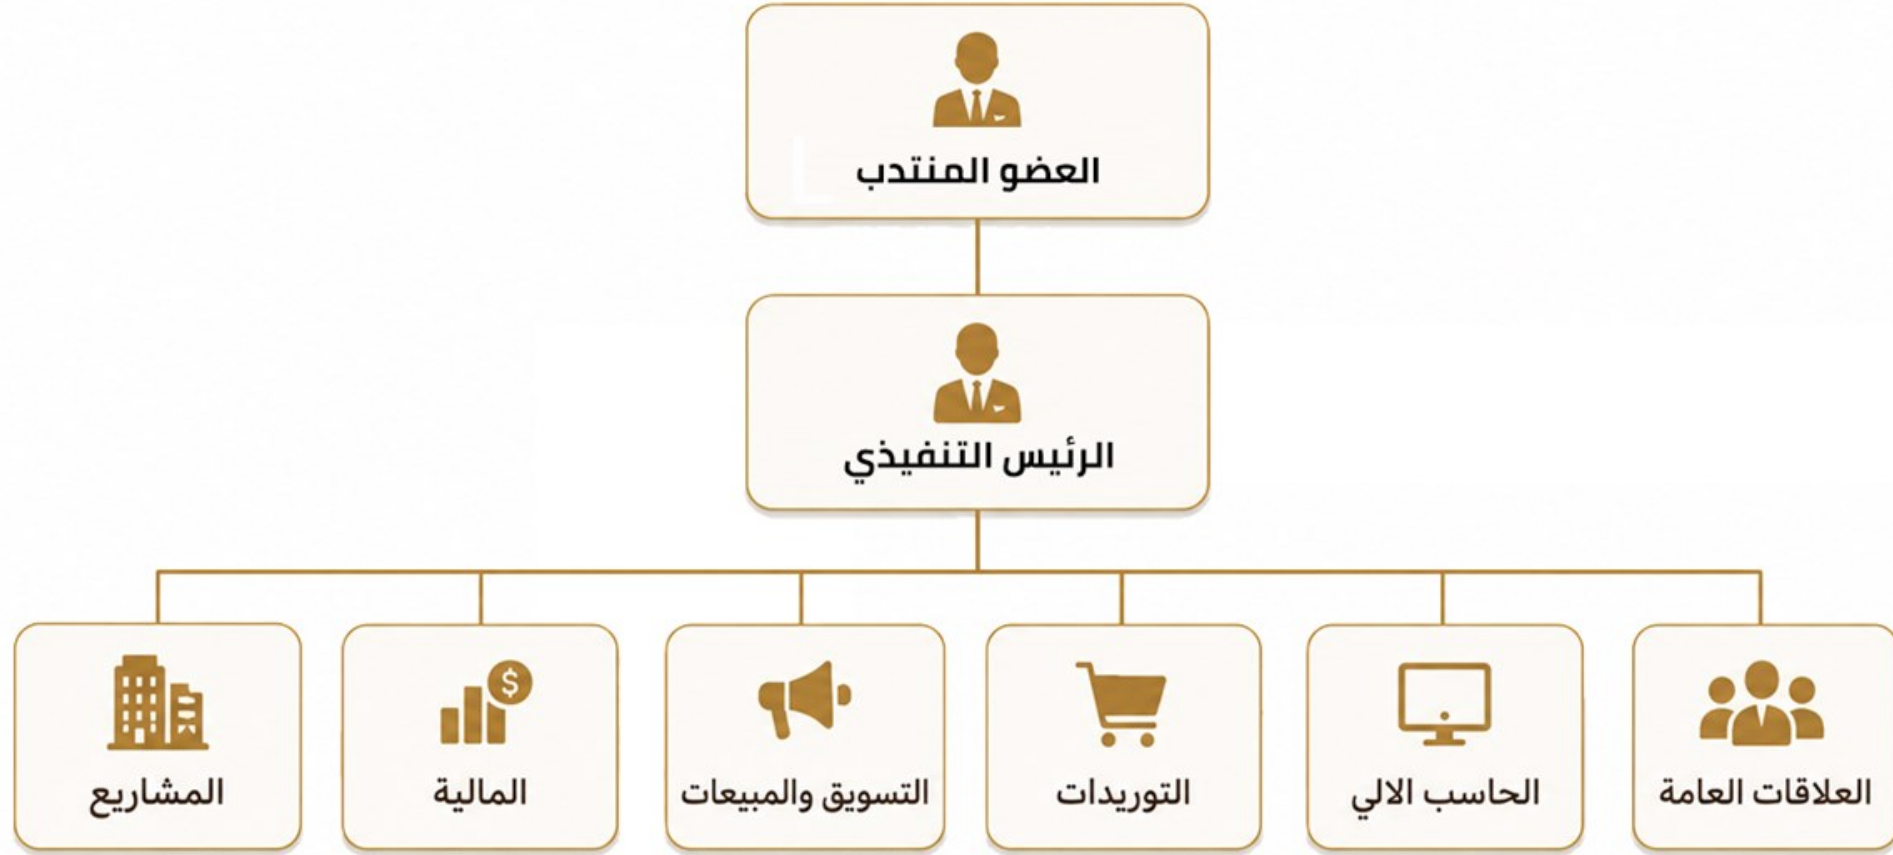 العضو المنتدب
الرئيس التنفيذي
العلاقات العامة
الحاسب الالي
التوريدات
التسويق والمبيعات
المالية
$
المشاريع